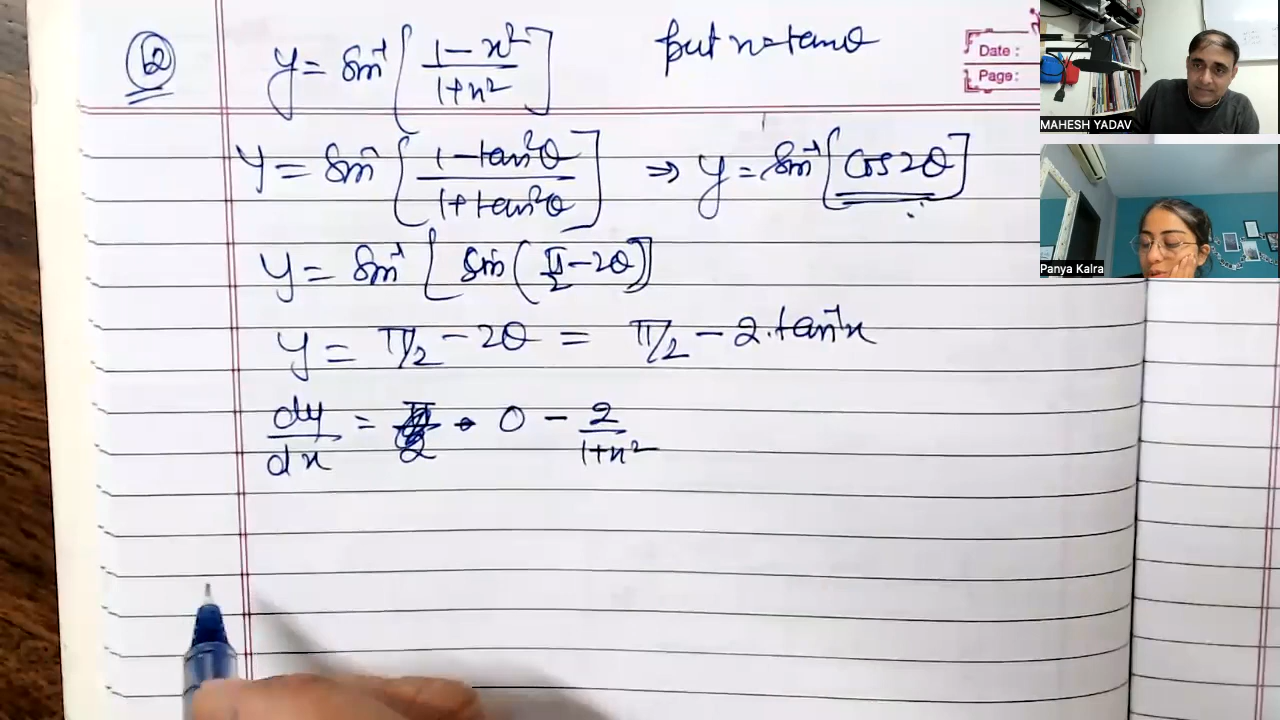 12 y = sin⁻¹[(1-x²)/(1+x²)] put x=tanθ
Date :
Page:
y = sin⁻¹[(1-tan²θ)/(1+tan²θ)] ⇒ y = sin⁻¹[cos2θ]
y = sin⁻¹[sin(π/2-2θ)]
y = π/2 - 2θ = π/2 - 2·tan⁻¹x
dy/dx = 0 - 2/(1+x²)
MAHESH YADAV
Panya Kalra